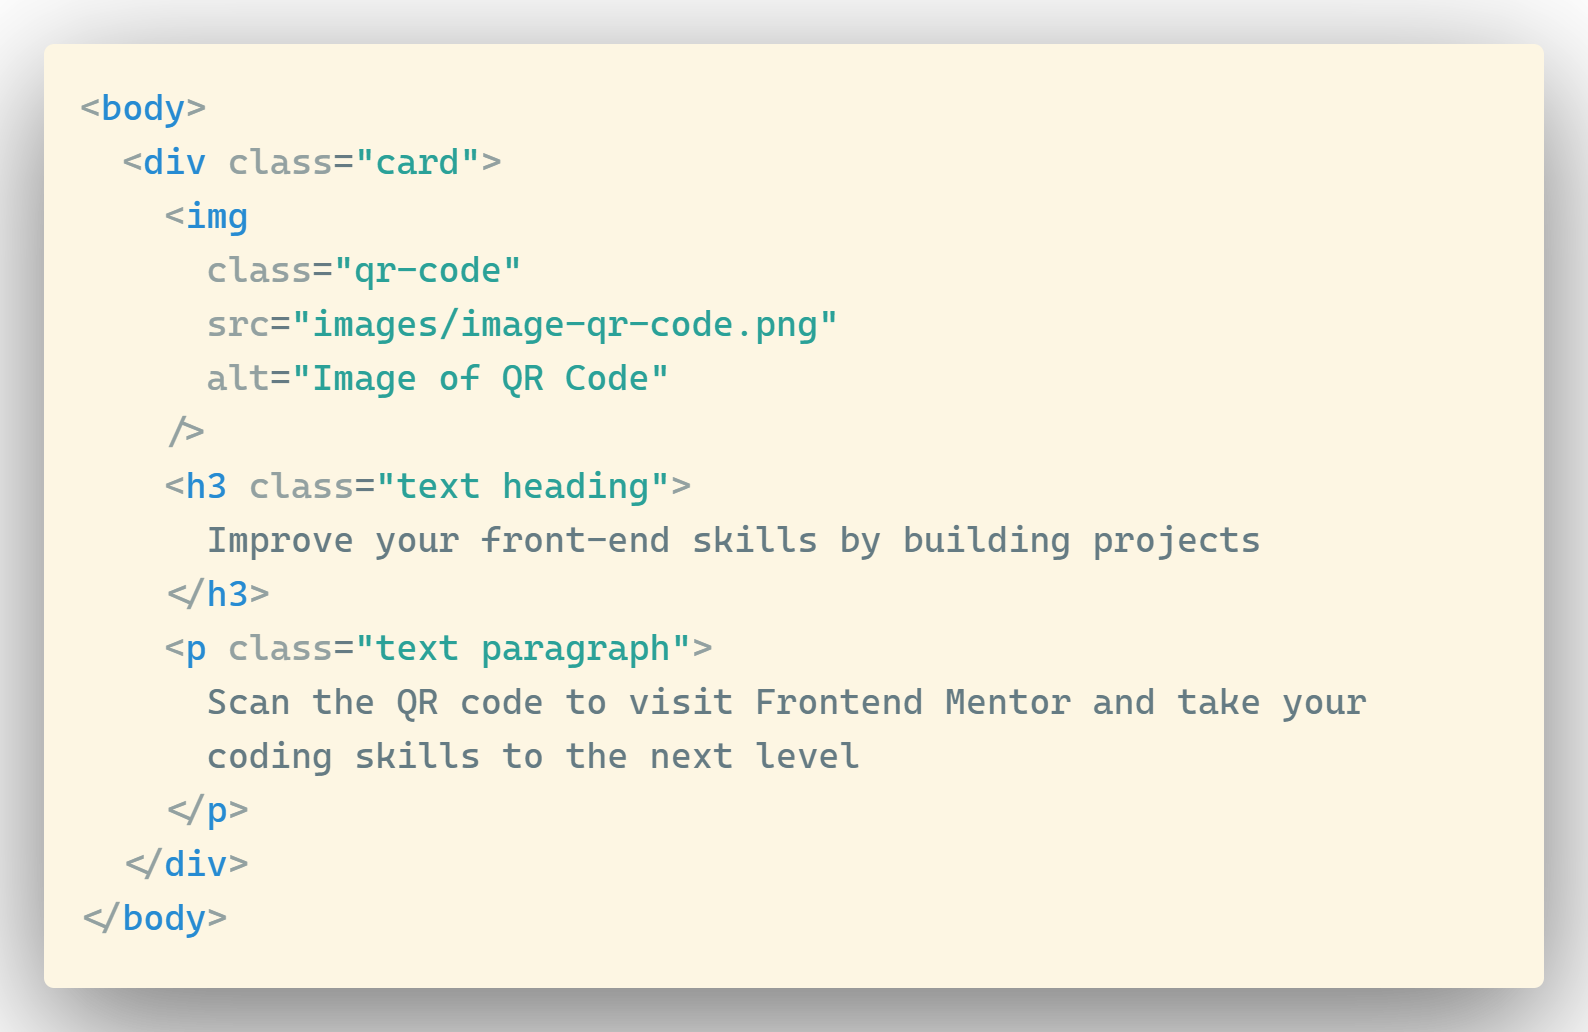 <body>
  <div class="card">
    <img
      class="qr-code"
      src="images/image-qr-code.png"
      alt="Image of QR Code"
    />
    <h3 class="text heading">
      Improve your front-end skills by building projects
    </h3>
    <p class="text paragraph">
      Scan the QR code to visit Frontend Mentor and take your
      coding skills to the next level
    </p>
  </div>
</body>